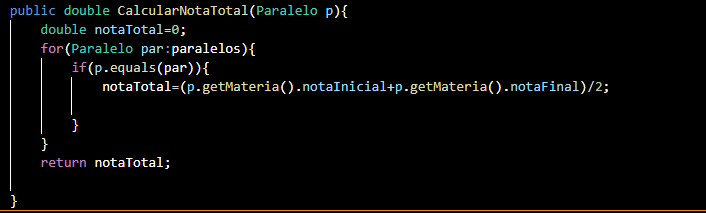 public double CalcularNotaTotal(Paralelo p){
double notaTotal=0;
for(Paralelo par:paralelos){
if(p.equals(par)){
notaTotal=(p.getMateria().notaInicial+p.getMateria().notaFinal)/2;
}
}
return notaTotal;
}